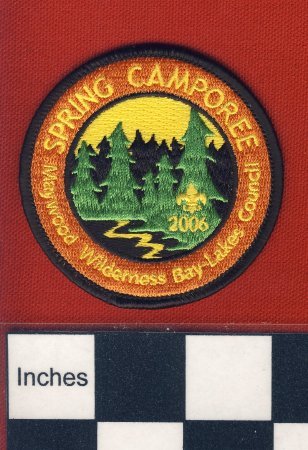 SPRING CAMPOREE
Maywood Wilderness Bay-Lakes Council
2006
Inches